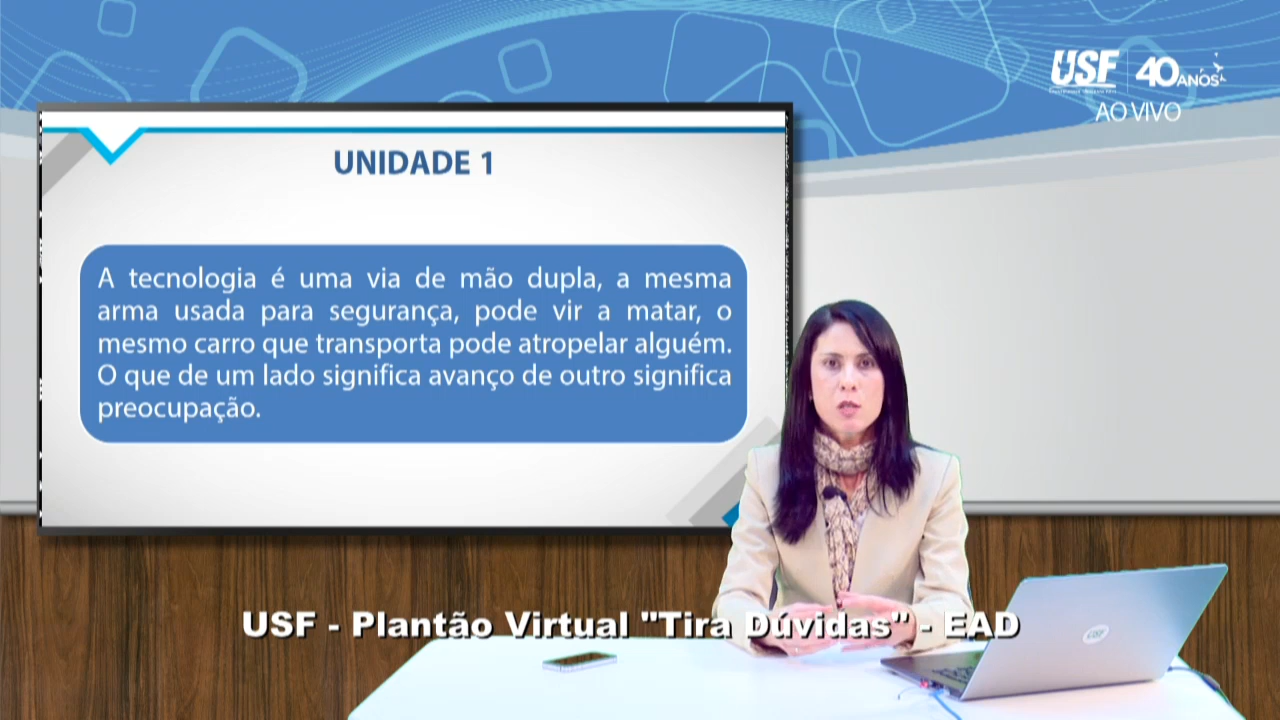 USF
40 ANOS
AO VIVO
UNIDADE 1
A tecnologia é uma via de mão dupla, a mesma
arma usada para segurança, pode vir a matar, o
mesmo carro que transporta pode atropelar alguém.
O que de um lado significa avanço de outro significa
preocupação.
USF - Plantão Virtual "Tira Dúvidas" - EAD
USF